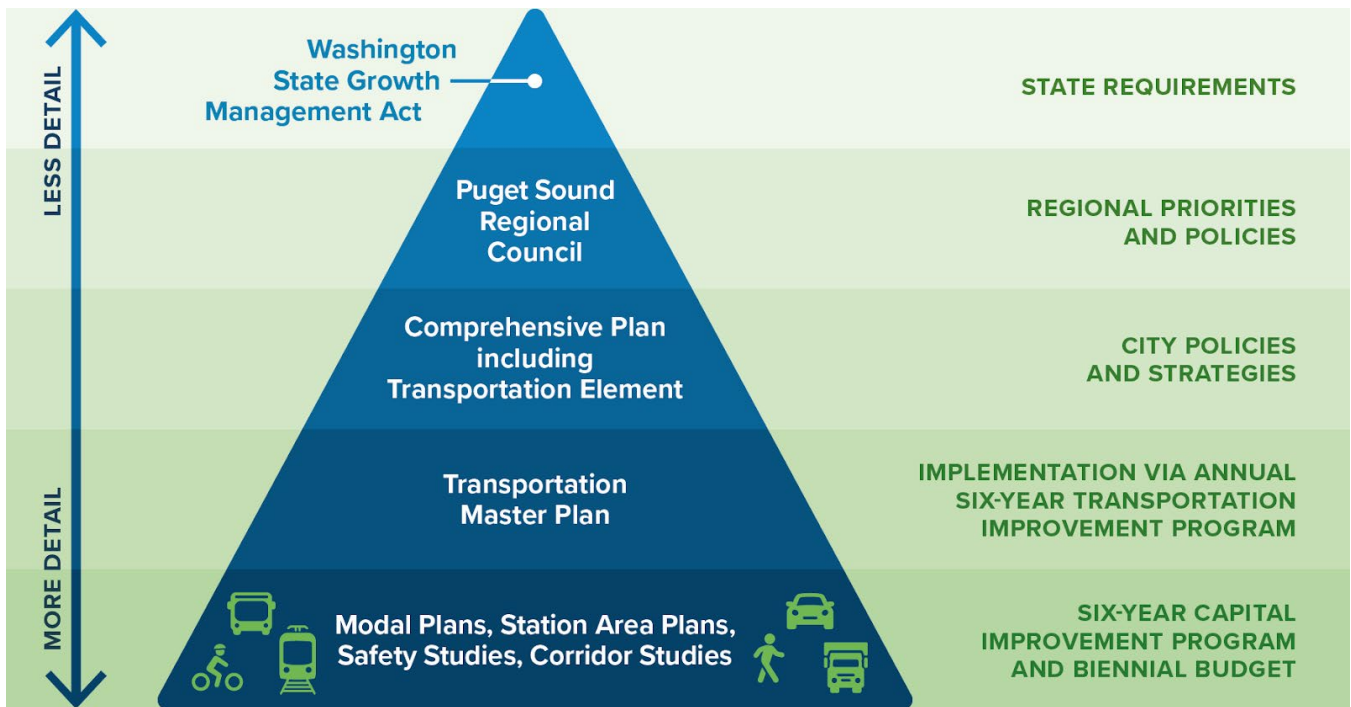 LESS DETAIL
MORE DETAIL
Washington
State Growth
Management Act
STATE REQUIREMENTS
Puget Sound
Regional
Council
REGIONAL PRIORITIES
AND POLICIES
Comprehensive Plan
including
Transportation Element
CITY POLICIES
AND STRATEGIES
Transportation
Master Plan
IMPLEMENTATION VIA ANNUAL
SIX-YEAR TRANSPORTATION
IMPROVEMENT PROGRAM
Modal Plans, Station Area Plans,
Safety Studies, Corridor Studies
SIX-YEAR CAPITAL
IMPROVEMENT PROGRAM
AND BIENNIAL BUDGET